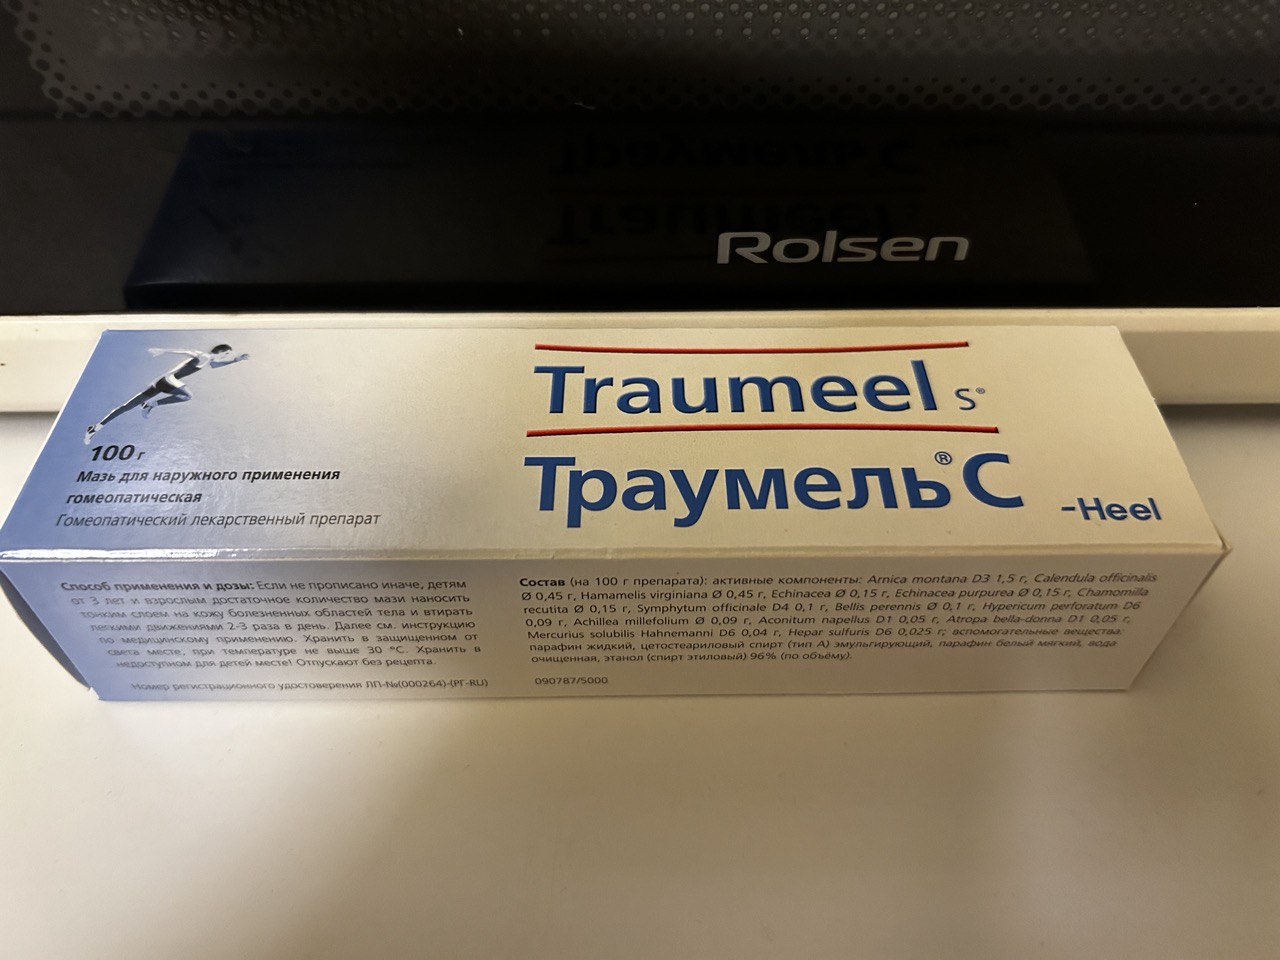 Rolsen
Traumeel S®
Траумель® С
-Heel
100 г
Мазь для наружного применения
гомеопатическая
Гомеопатический лекарственный препарат
Способ применения и дозы: Если не прописано иначе, детям
от 3 лет и взрослым достаточное количество мази наносить
тонким слоем на кожу болезненных областей тела и втирать
легкими движениями 2-3 раза в день. Далее см. инструкцию
по медицинскому применению. Хранить в защищенном от
света месте, при температуре не выше 30 °C. Хранить в
недоступном для детей месте! Отпускают без рецепта.
Номер регистрационного удостоверения ЛП-№(000264)-(РГ-RU)
Состав (на 100 г препарата): активные компоненты: Arnica montana D3 1,5 г, Calendula officinalis
Ø 0,45 г, Hamamelis virginiana Ø 0,45 г, Echinacea Ø 0,15 г, Echinacea purpurea Ø 0,15 г, Chamomilla
recutita Ø 0,15 г, Symphytum officinale D4 0,1 г, Bellis perennis Ø 0,1 г, Hypericum perforatum D6
0,09 г, Achillea millefolium Ø 0,09 г, Aconitum napellus D1 0,05 г, Atropa bella-donna D1 0,05 г,
Mercurius solubilis Hahnemanni D6 0,04 г, Hepar sulfuris D6 0,025 г; вспомогательные вещества:
парафин жидкий, цетостеариловый спирт (тип А) эмульгирующий, парафин белый мягкий, вода
очищенная, этанол (спирт этиловый) 96% (по объёму).
090787/5000